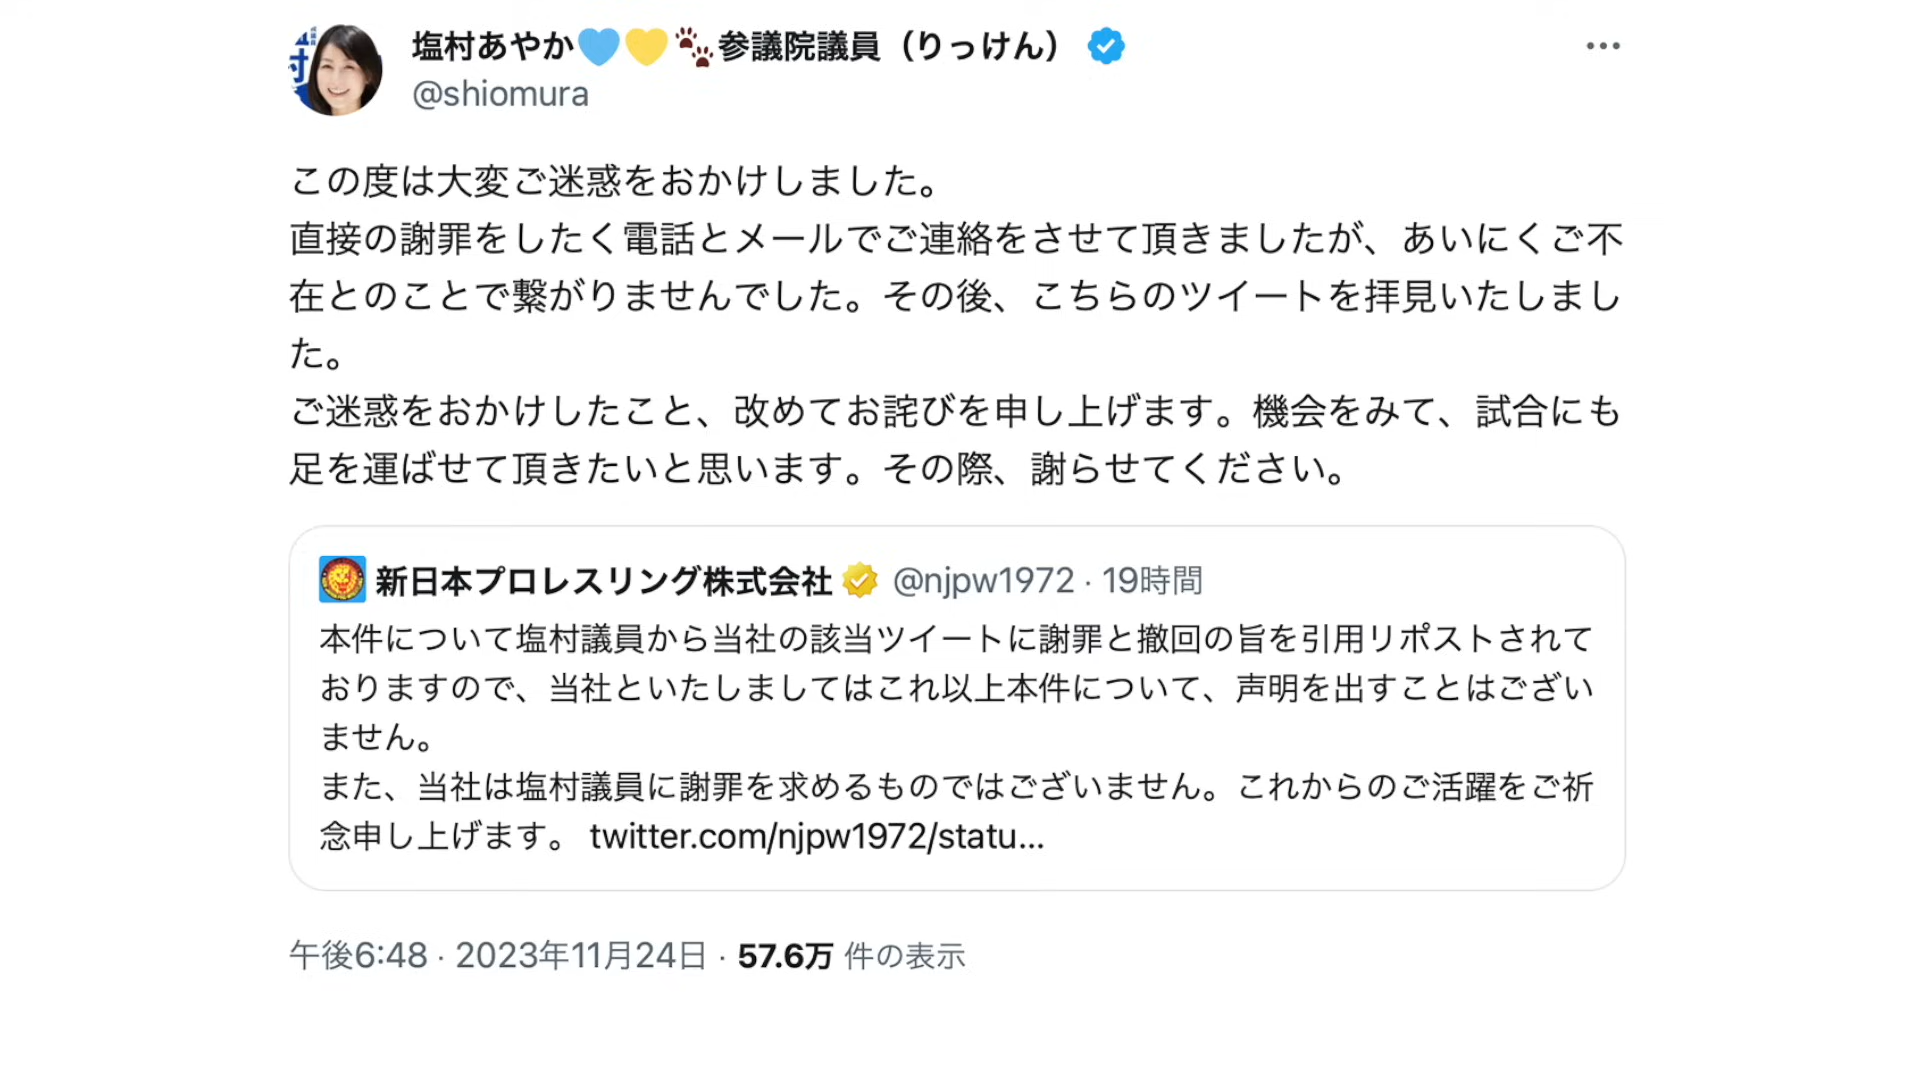 塩村あやか💙💛🐾参議院議員（りっけん）
@shiomura
この度は大変ご迷惑をおかけしました。
直接の謝罪をしたく電話とメールでご連絡をさせて頂きましたが、あいにくご不
在とのことで繋がりませんでした。その後、こちらのツイートを拝見いたしまし
た。
ご迷惑をおかけしたこと、改めてお詫びを申し上げます。機会をみて、試合にも
足を運ばせて頂きたいと思います。その際、謝らせてください。
新日本プロレスリング株式会社 @njpw1972 · 19時間
本件について塩村議員から当社の該当ツイートに謝罪と撤回の旨を引用リポストされて
おりますので、当社といたしましてはこれ以上本件について、声明を出すことはござい
ません。
また、当社は塩村議員に謝罪を求めるものではございません。これからのご活躍をご祈
念申し上げます。 twitter.com/njpw1972/statu...
午後6:48 · 2023年11月24日 · 57.6万 件の表示